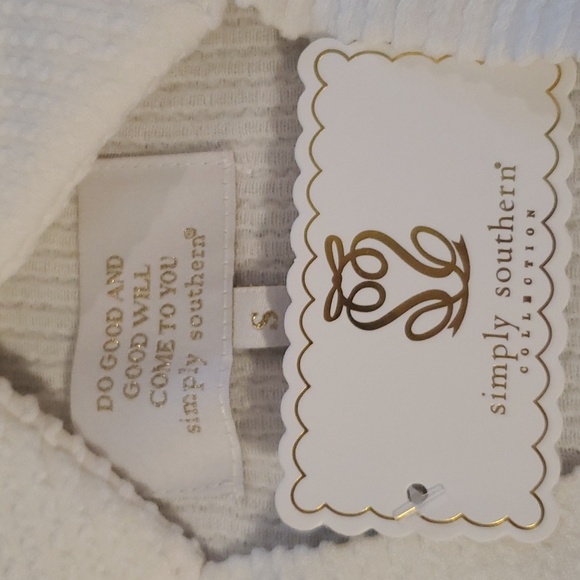 DO GOOD AND
GOOD WILL
COME TO YOU
simply southern®
S
simply southern®
COLLECTION